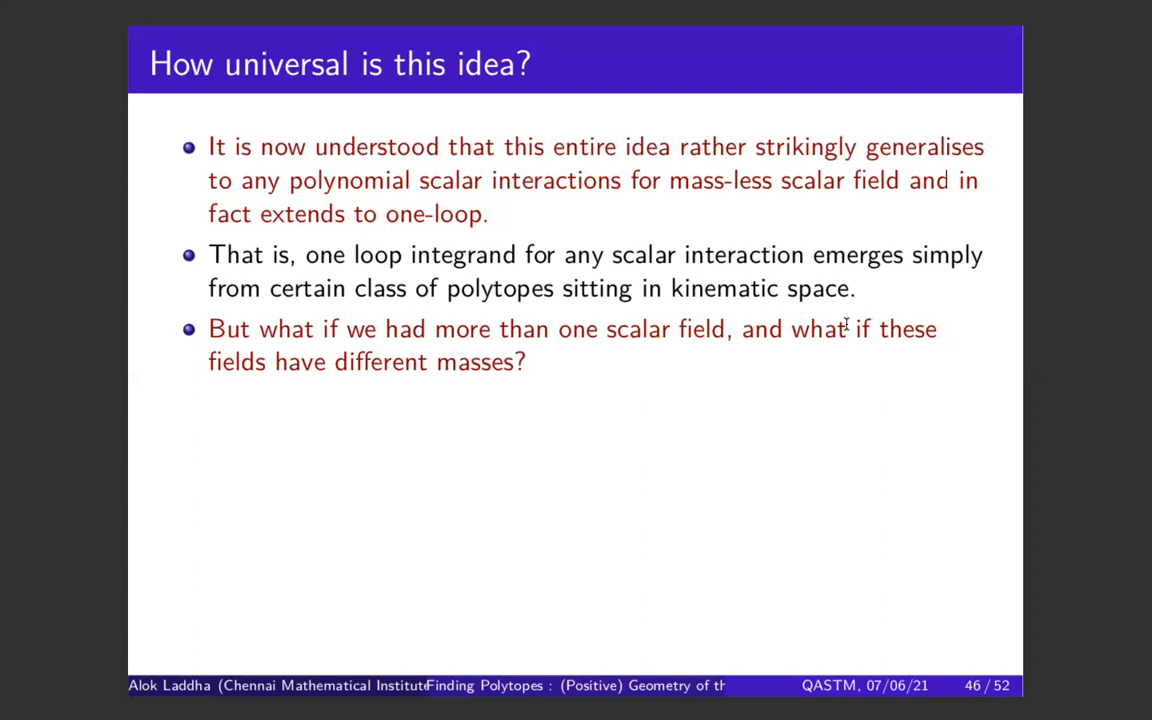 How universal is this idea?
It is now understood that this entire idea rather strikingly generalises
to any polynomial scalar interactions for mass-less scalar field and in
fact extends to one-loop.
That is, one loop integrand for any scalar interaction emerges simply
from certain class of polytopes sitting in kinematic space.
But what if we had more than one scalar field, and what if these
fields have different masses?
Alok Laddha (Chennai Mathematical Institute Finding Polytopes : (Positive) Geometry of th QASTM, 07/06/21 46 / 52